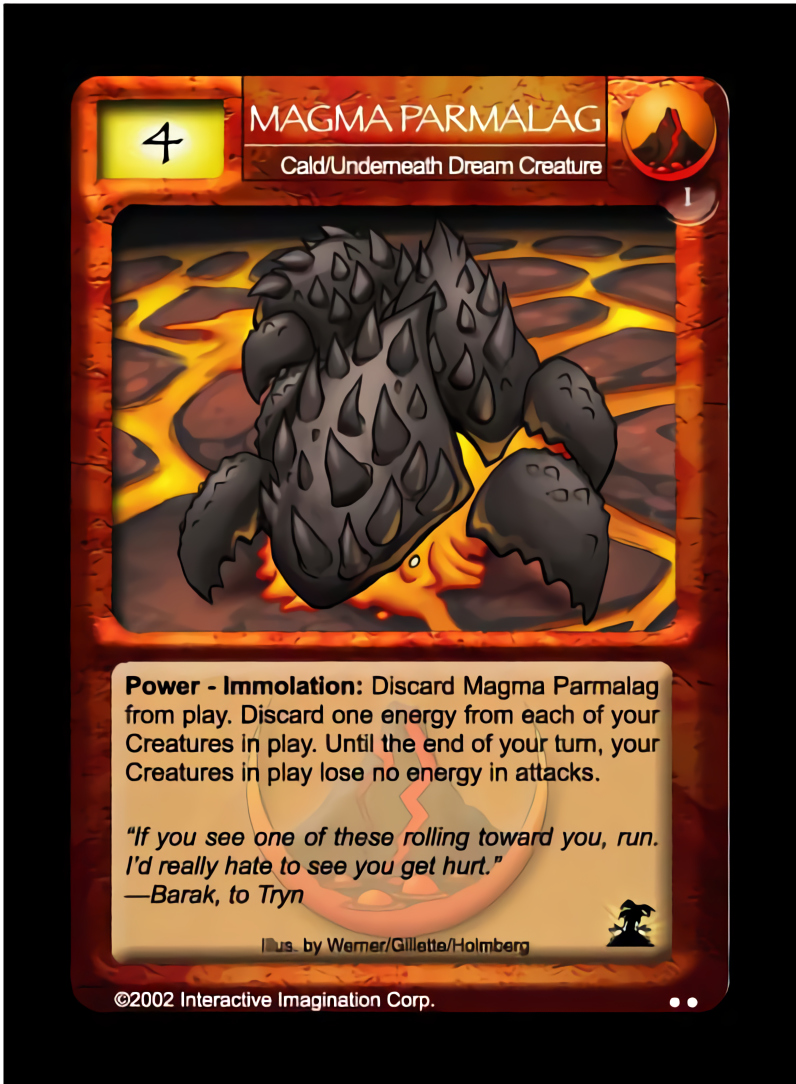 4
MAGMA PARMALAG
Cald/Underneath Dream Creature
1
Power - Immolation: Discard Magma Parmalag
from play. Discard one energy from each of your
Creatures in play. Until the end of your turn, your
Creatures in play lose no energy in attacks.
“If you see one of these rolling toward you, run.
I’d really hate to see you get hurt.”
—Barak, to Tryn
Illus. by Werner/Gillette/Holmberg
©2002 Interactive Imagination Corp.